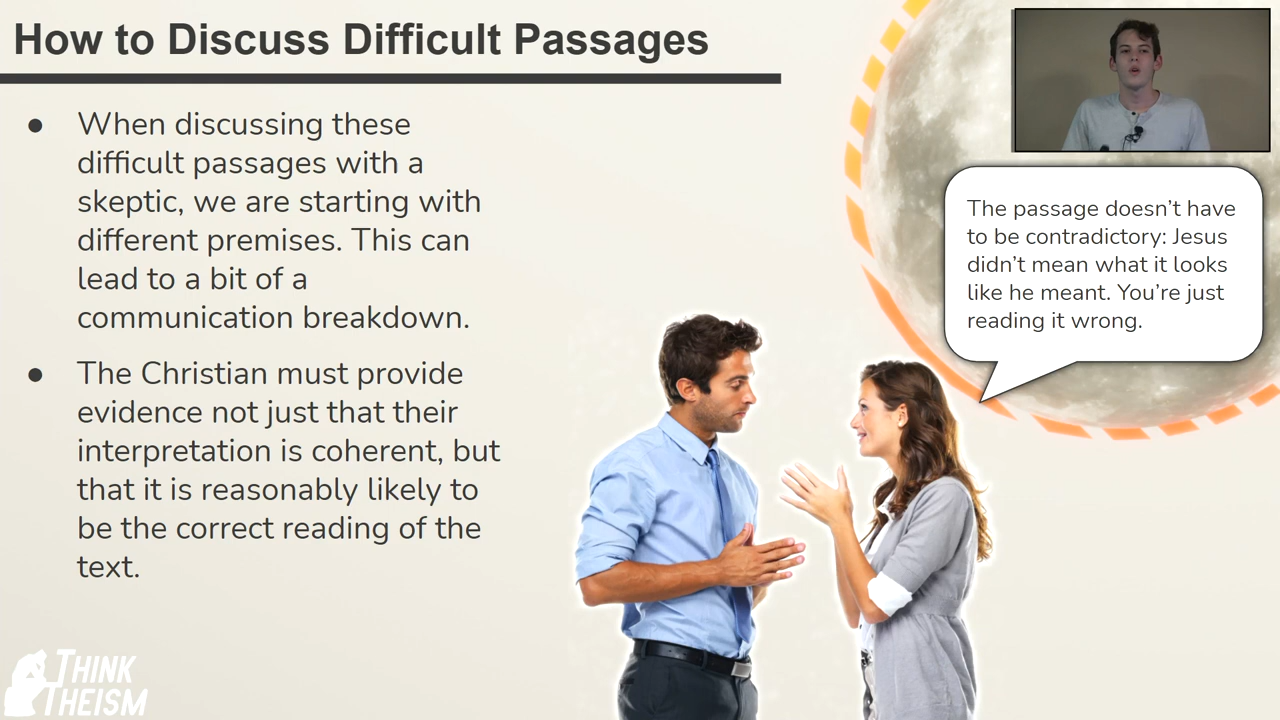 How to Discuss Difficult Passages
● When discussing these
difficult passages with a
skeptic, we are starting with
different premises. This can
lead to a bit of a
communication breakdown.
● The Christian must provide
evidence not just that their
interpretation is coherent, but
that it is reasonably likely to
be the correct reading of the
text.
The passage doesn’t have
to be contradictory: Jesus
didn’t mean what it looks
like he meant. You’re just
reading it wrong.
THINK
THEISM